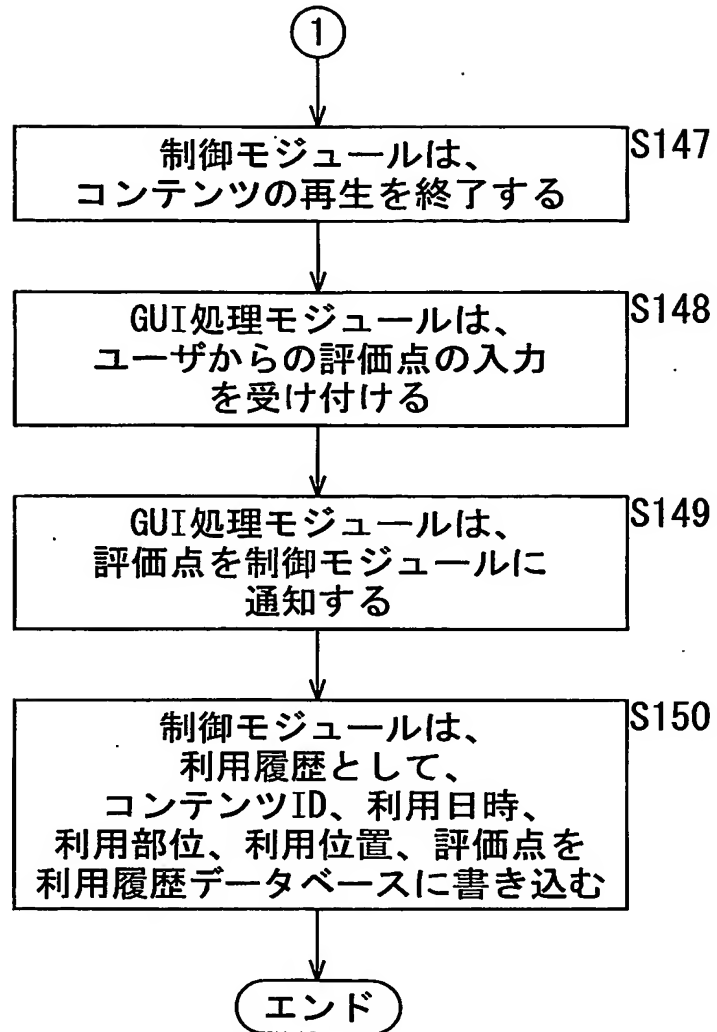 1
制御モジュールは、
コンテンツの再生を終了する
S147
GUI処理モジュールは、
ユーザからの評価点の入力
を受け付ける
S148
GUI処理モジュールは、
評価点を制御モジュールに
通知する
S149
制御モジュールは、
利用履歴として、
コンテンツID、利用日時、
利用部位、利用位置、評価点を
利用履歴データベースに書き込む
S150
エンド